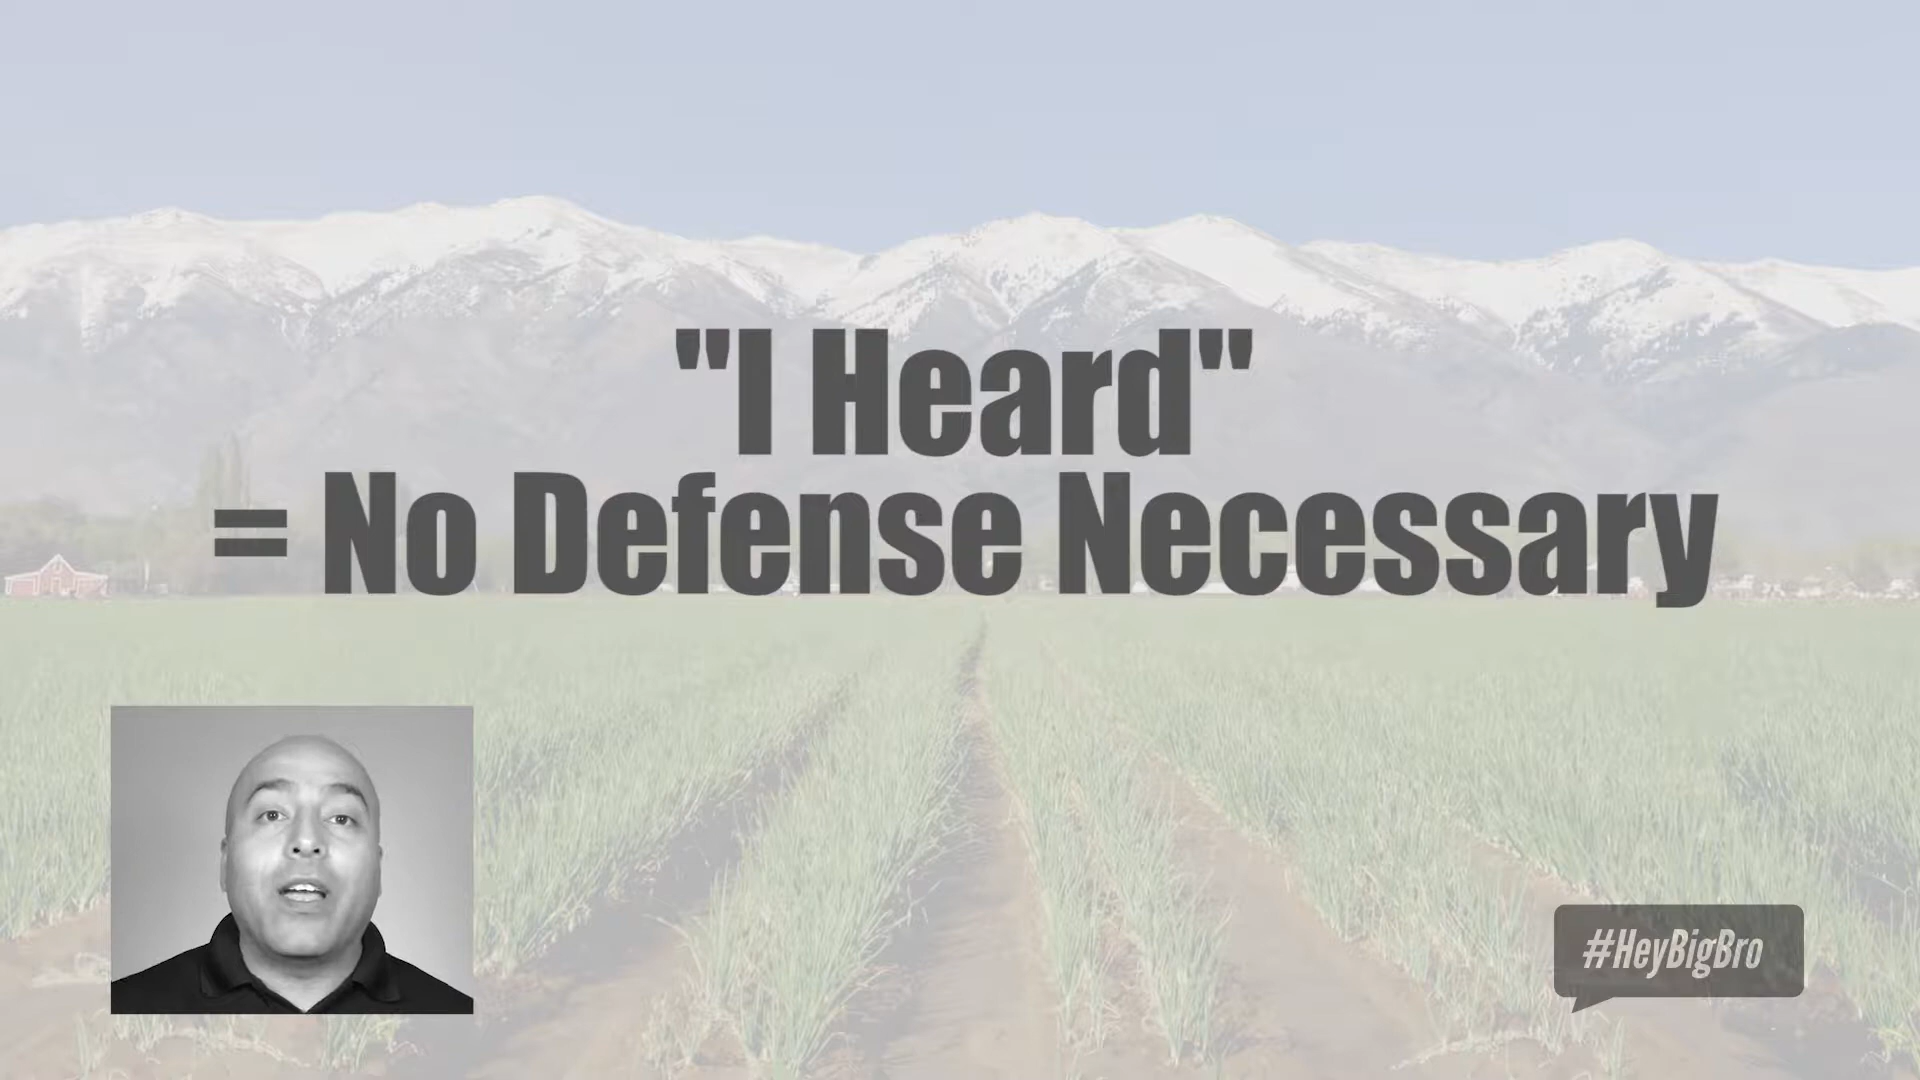 "I Heard"
= No Defense Necessary
#HeyBigBro